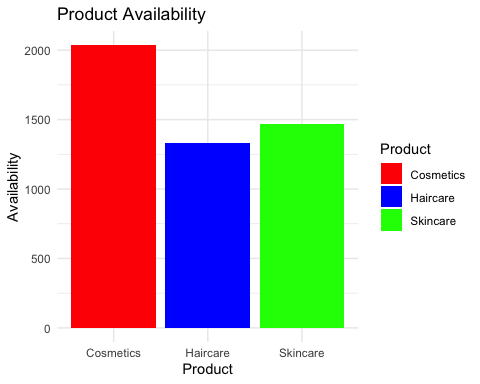 Product Availability
Availability
2000
1500
1000
500
0
Cosmetics
Haircare
Skincare
Product
Product
Cosmetics
Haircare
Skincare